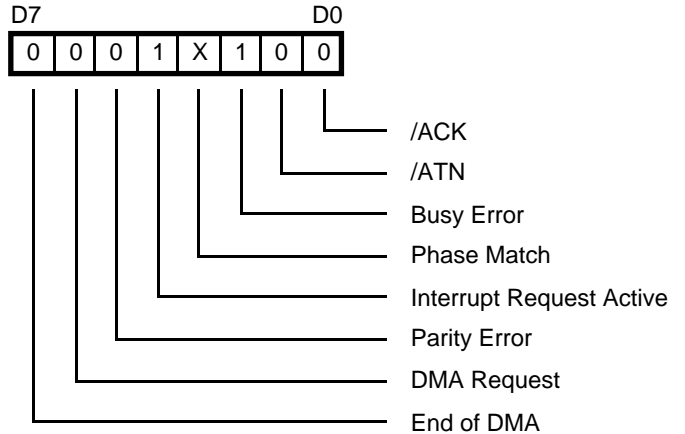 D7 D0
0 0 0 1 X 1 0 0
/ACK
/ATN
Busy Error
Phase Match
Interrupt Request Active
Parity Error
DMA Request
End of DMA